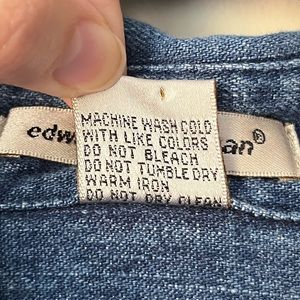 MACHINE WASH COLD
WITH LIKE COLORS
DO NOT BLEACH
DO NOT TUMBLE DRY
WARM IRON
DO NOT DRY CLEAN